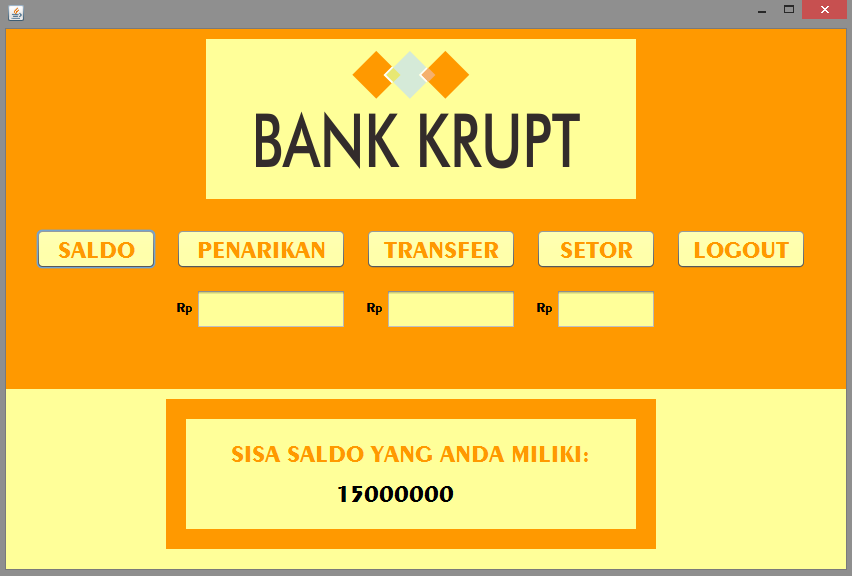 BANK KRUPT
SALDO PENARIKAN TRANSFER SETOR LOGOUT
Rp Rp Rp
SISA SALDO YANG ANDA MILIKI:
15000000